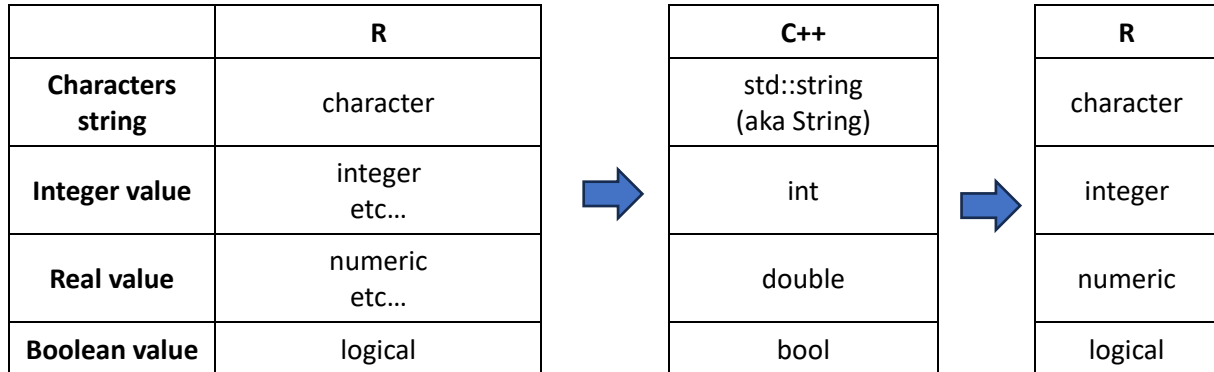 R
C++
R
Characters
string
character
std::string
(aka String)
character
Integer value
integer
etc…
int
integer
Real value
numeric
etc…
double
numeric
Boolean value
logical
bool
logical